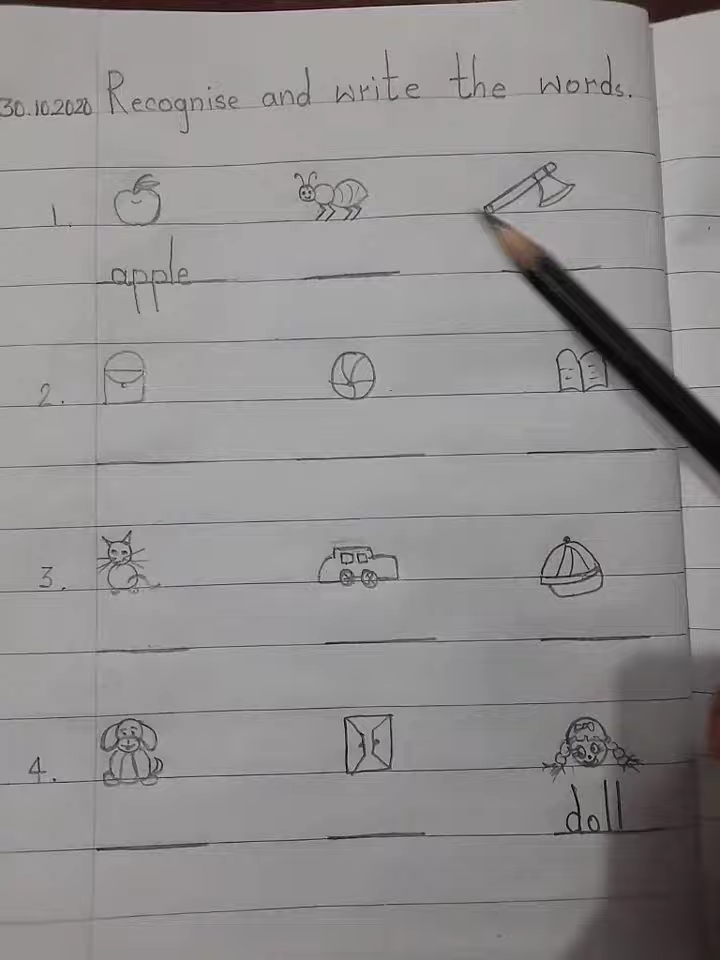 30.10.2020 Recognise and write the words.
1.
apple
2.
3.
4.
doll